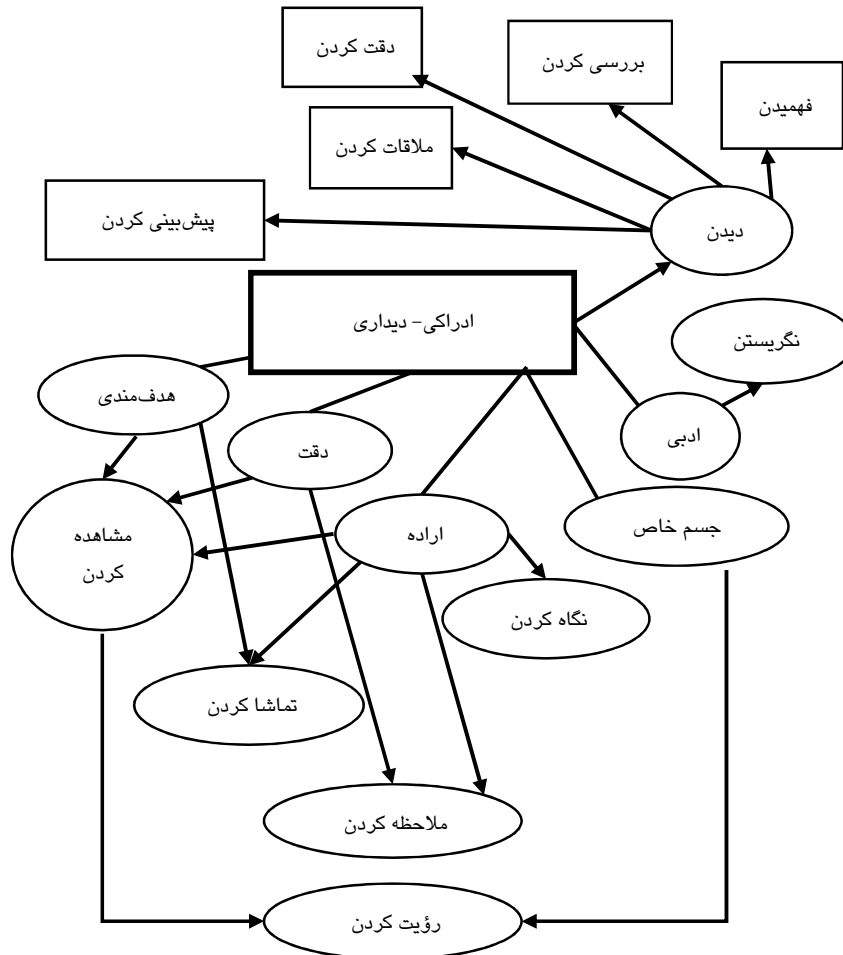 دقت کردن
بررسی کردن
فهمیدن
ملاقات کردن
پیش‌بینی کردن
دیدن
ادراکی- دیداری
نگریستن
هدف‌مندی
ادبی
دقت
جسم خاص
اراده
مشاهده
کردن
نگاه کردن
تماشا کردن
ملاحظه کردن
رؤیت کردن